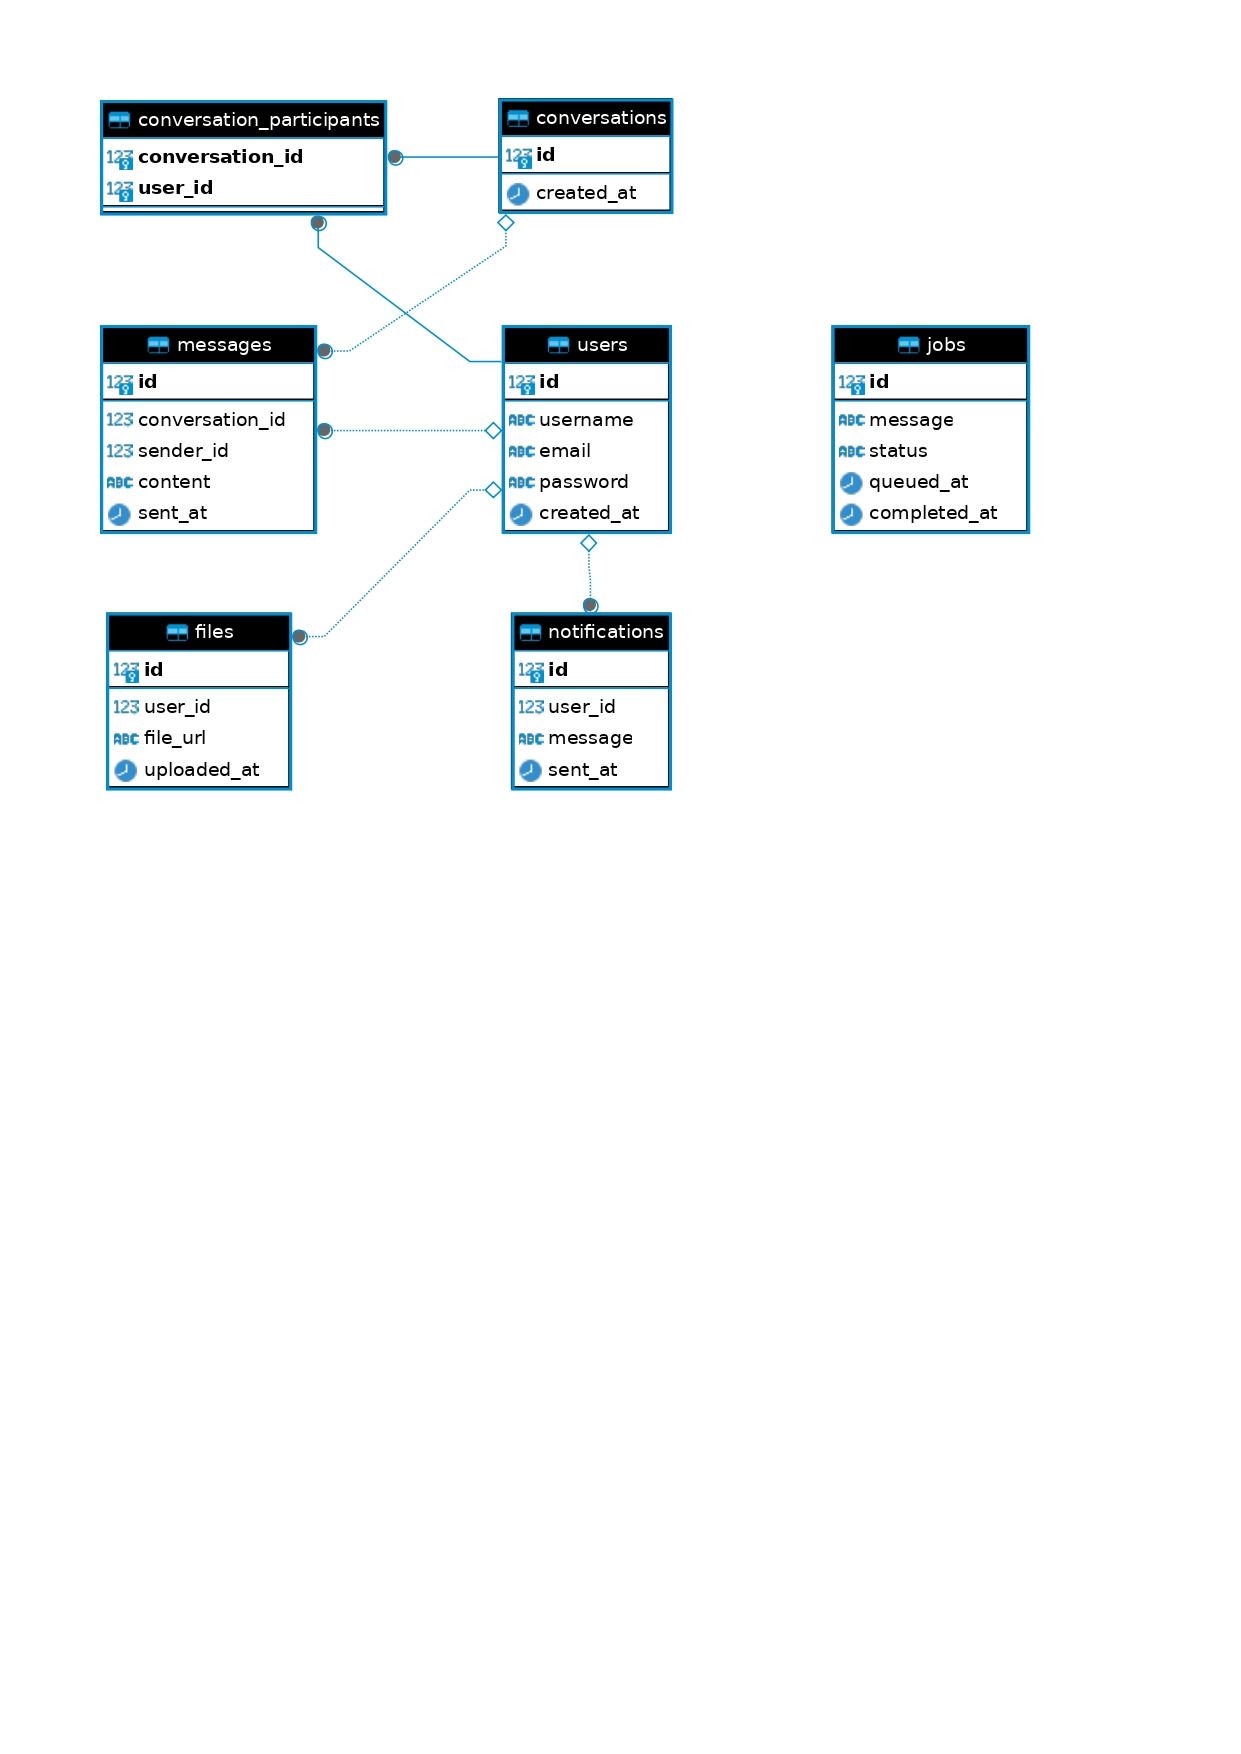 conversation_participants
123 conversation_id
123 user_id
conversations
123 id
created_at
messages
123 id
123 conversation_id
123 sender_id
ABC content
sent_at
users
123 id
ABC username
ABC email
ABC password
created_at
jobs
123 id
ABC message
ABC status
queued_at
completed_at
files
123 id
123 user_id
ABC file_url
uploaded_at
notifications
123 id
123 user_id
ABC message
sent_at